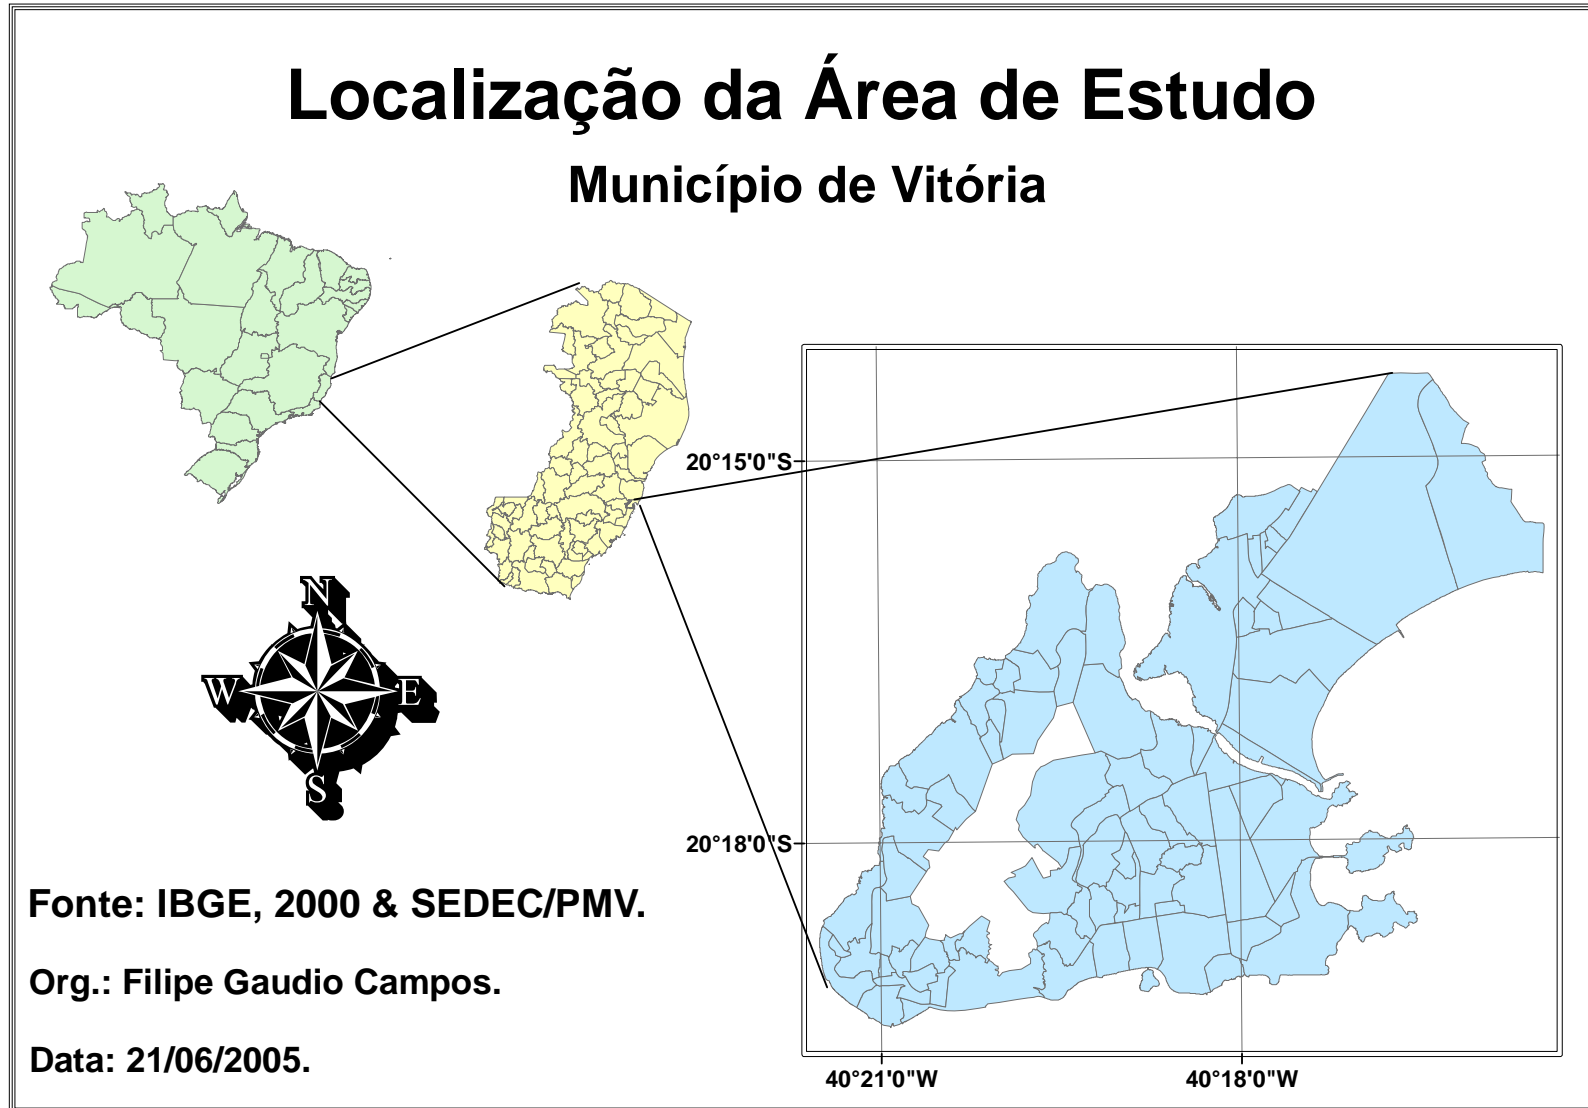 Localização da Área de Estudo
Município de Vitória
20°15'0"S
N
W
E
S
20°18'0"S
Fonte: IBGE, 2000 & SEDEC/PMV.
Org.: Filipe Gaudio Campos.
Data: 21/06/2005.
40°21'0"W
40°18'0"W